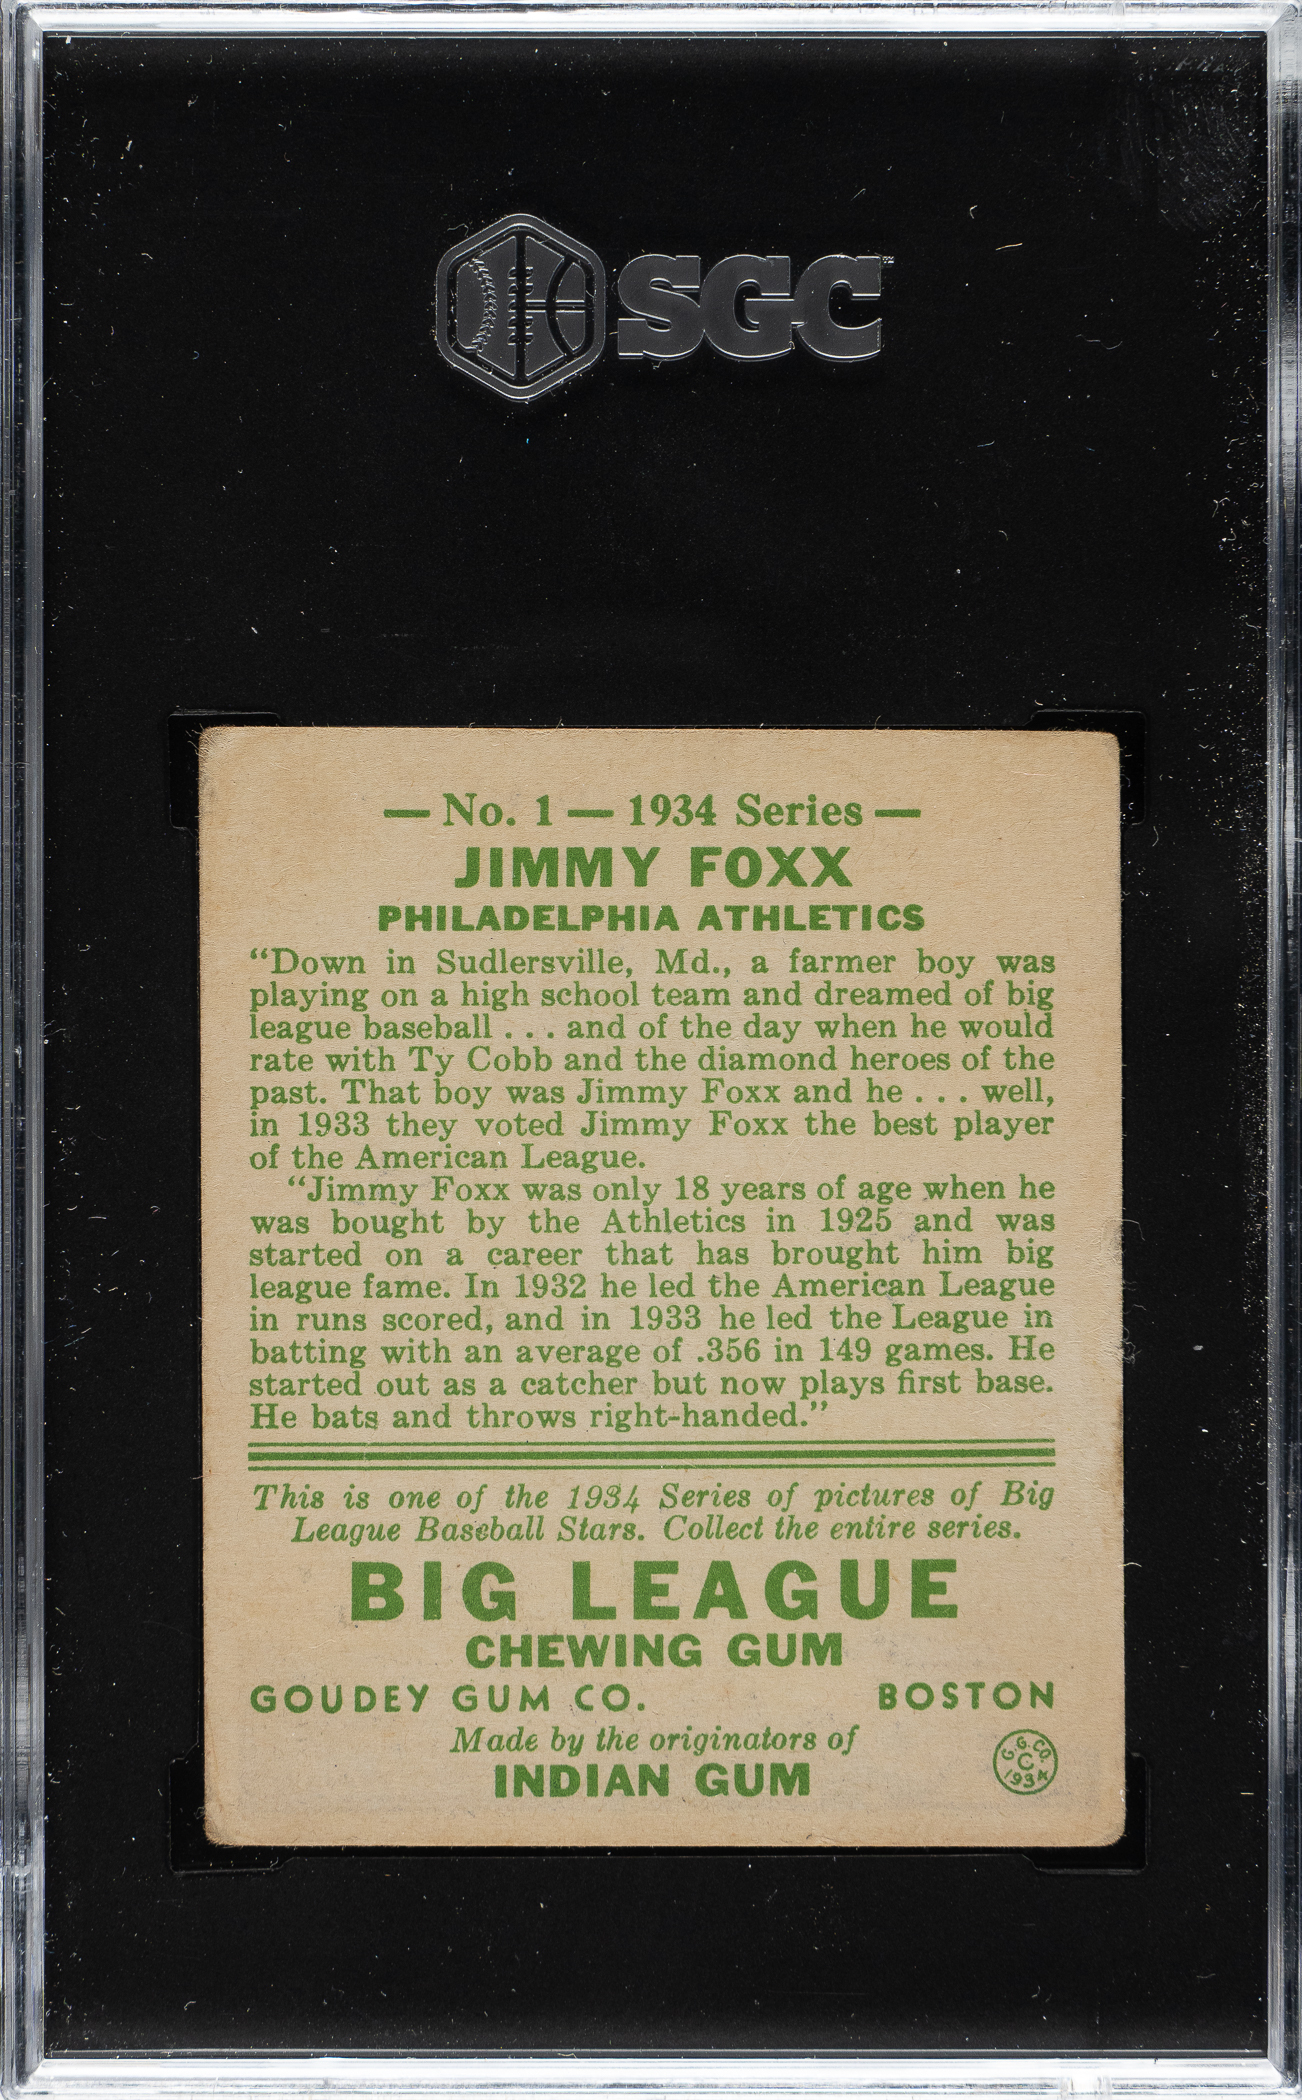 SGC
— No. 1 — 1934 Series —
JIMMY FOXX
PHILADELPHIA ATHLETICS
“Down in Sudlersville, Md., a farmer boy was
playing on a high school team and dreamed of big
league baseball . . . and of the day when he would
rate with Ty Cobb and the diamond heroes of the
past. That boy was Jimmy Foxx and he . . . well,
in 1933 they voted Jimmy Foxx the best player
of the American League.
“Jimmy Foxx was only 18 years of age when he
was bought by the Athletics in 1925 and was
started on a career that has brought him big
league fame. In 1932 he led the American League
in runs scored, and in 1933 he led the League in
batting with an average of .356 in 149 games. He
started out as a catcher but now plays first base.
He bats and throws right-handed.”
This is one of the 1934 Series of pictures of Big
League Baseball Stars. Collect the entire series.
BIG LEAGUE
CHEWING GUM
GOUDEY GUM CO. BOSTON
Made by the originators of
INDIAN GUM
G. G. CO.
C
1934